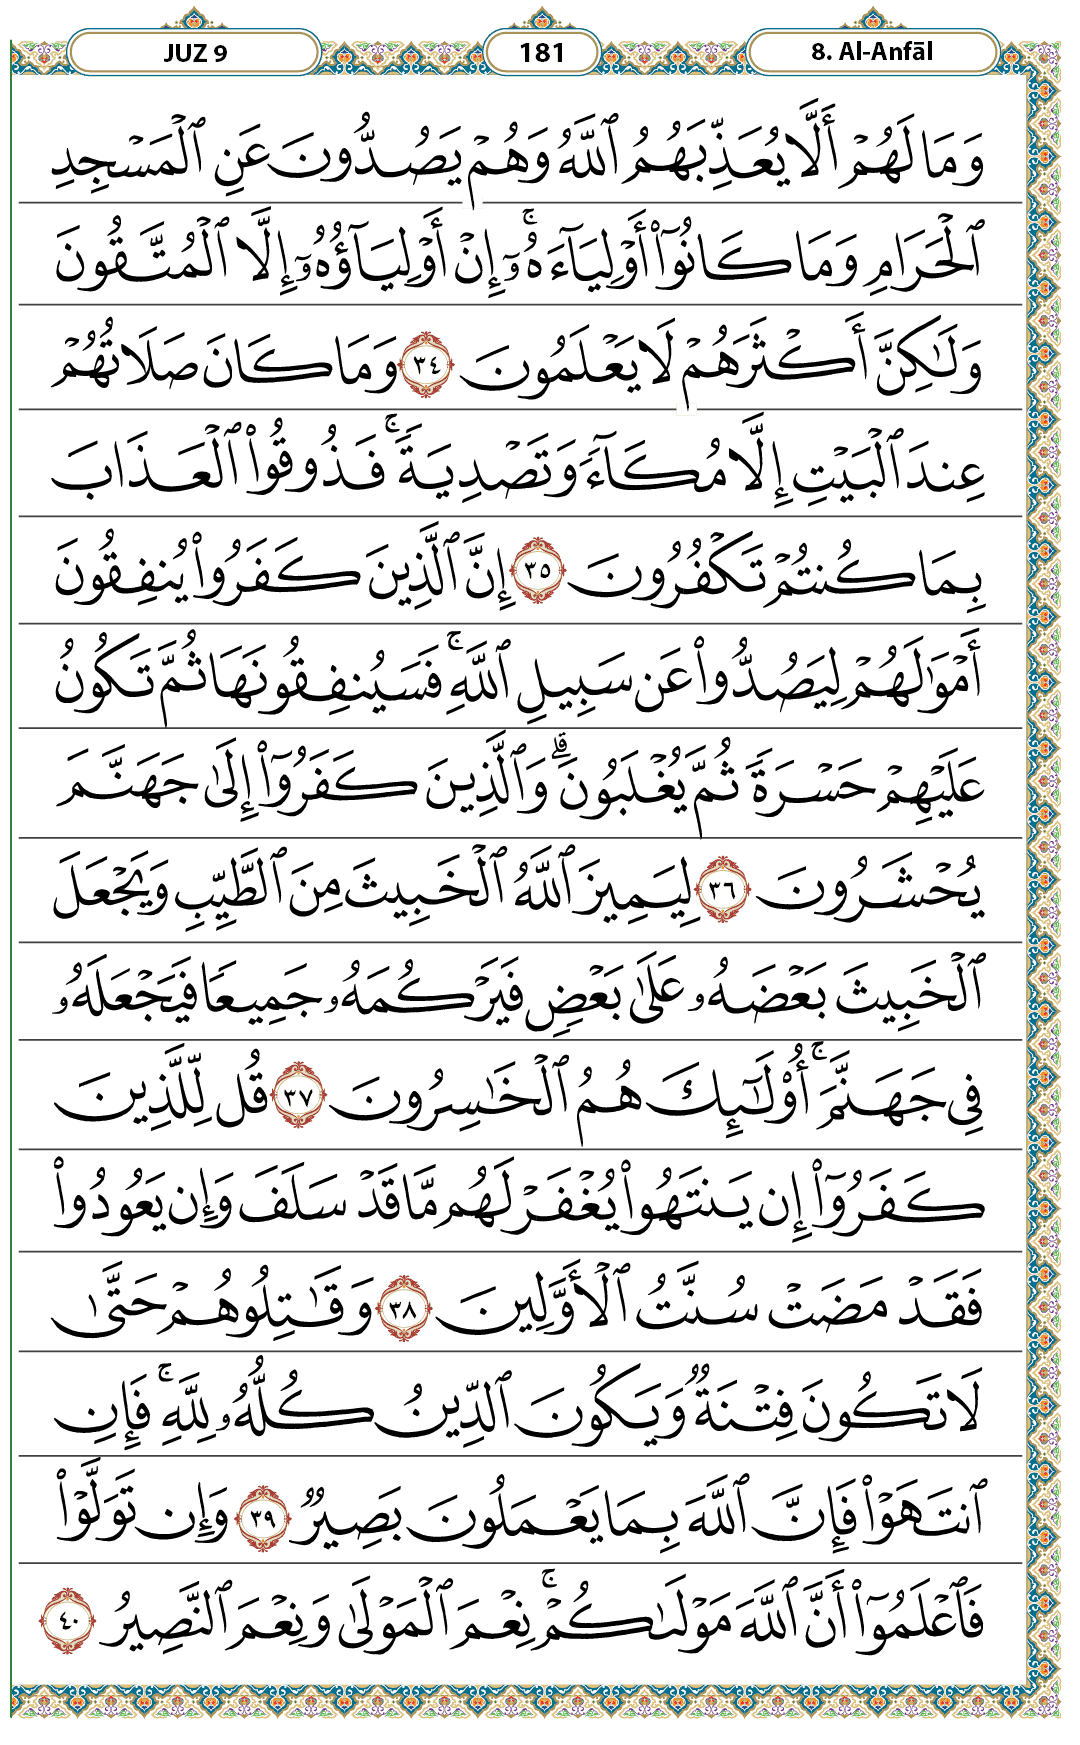 JUZ 9 181 8. Al-Anfāl
وَمَا لَهُمْ أَلَّا يُعَذِّبَهُمُ ٱللَّهُ وَهُمْ يَصُدُّونَ عَنِ ٱلْمَسْجِدِ
ٱلْحَرَامِ وَمَا كَانُوٓا۟ أَوْلِيَآءَهُۥٓ ۚ إِنْ أَوْلِيَآؤُهُۥٓ إِلَّا ٱلْمُتَّقُونَ
وَلَـٰكِنَّ أَكْثَرَهُمْ لَا يَعْلَمُونَ ٣٤ وَمَا كَانَ صَلَاتُهُمْ
عِندَ ٱلْبَيْتِ إِلَّا مُكَآءً وَتَصْدِيَةً ۚ فَذُوقُوا۟ ٱلْعَذَابَ
بِمَا كُنتُمْ تَكْفُرُونَ ٣٥ إِنَّ ٱلَّذِينَ كَفَرُوا۟ يُنفِقُونَ
أَمْوَٰلَهُمْ لِيَصُدُّوا۟ عَن سَبِيلِ ٱللَّهِ ۚ فَسَيُنفِقُونَهَا ثُمَّ تَكُونُ
عَلَيْهِمْ حَسْرَةً ثُمَّ يُغْلَبُونَ ۗ وَٱلَّذِينَ كَفَرُوٓا۟ إِلَىٰ جَهَنَّمَ
يُحْشَرُونَ ٣٦ لِيَمِيزَ ٱللَّهُ ٱلْخَبِيثَ مِنَ ٱلطَّيِّبِ وَيَجْعَلَ
ٱلْخَبِيثَ بَعْضَهُۥ عَلَىٰ بَعْضٍ فَيَرْكُمَهُۥ جَمِيعًا فَيَجْعَلَهُۥ
فِى جَهَنَّمَ ۚ أُو۟لَـٰٓئِكَ هُمُ ٱلْخَـٰسِرُونَ ٣٧ قُل لِّلَّذِينَ
كَفَرُوٓا۟ إِن يَنتَهُوا۟ يُغْفَرْ لَهُم مَّا قَدْ سَلَفَ وَإِن يَعُودُوا۟
فَقَدْ مَضَتْ سُنَّتُ ٱلْأَوَّلِينَ ٣٨ وَقَـٰتِلُوهُمْ حَتَّىٰ
لَا تَكُونَ فِتْنَةٌ وَيَكُونَ ٱلدِّينُ كُلُّهُۥ لِلَّهِ ۚ فَإِنِ
ٱنتَهَوْا۟ فَإِنَّ ٱللَّهَ بِمَا يَعْمَلُونَ بَصِيرٌ ٣٩ وَإِن تَوَلَّوْا۟
فَٱعْلَمُوٓا۟ أَنَّ ٱللَّهَ مَوْلَىٰكُمْ ۚ نِعْمَ ٱلْمَوْلَىٰ وَنِعْمَ ٱلنَّصِيرُ ٤٠